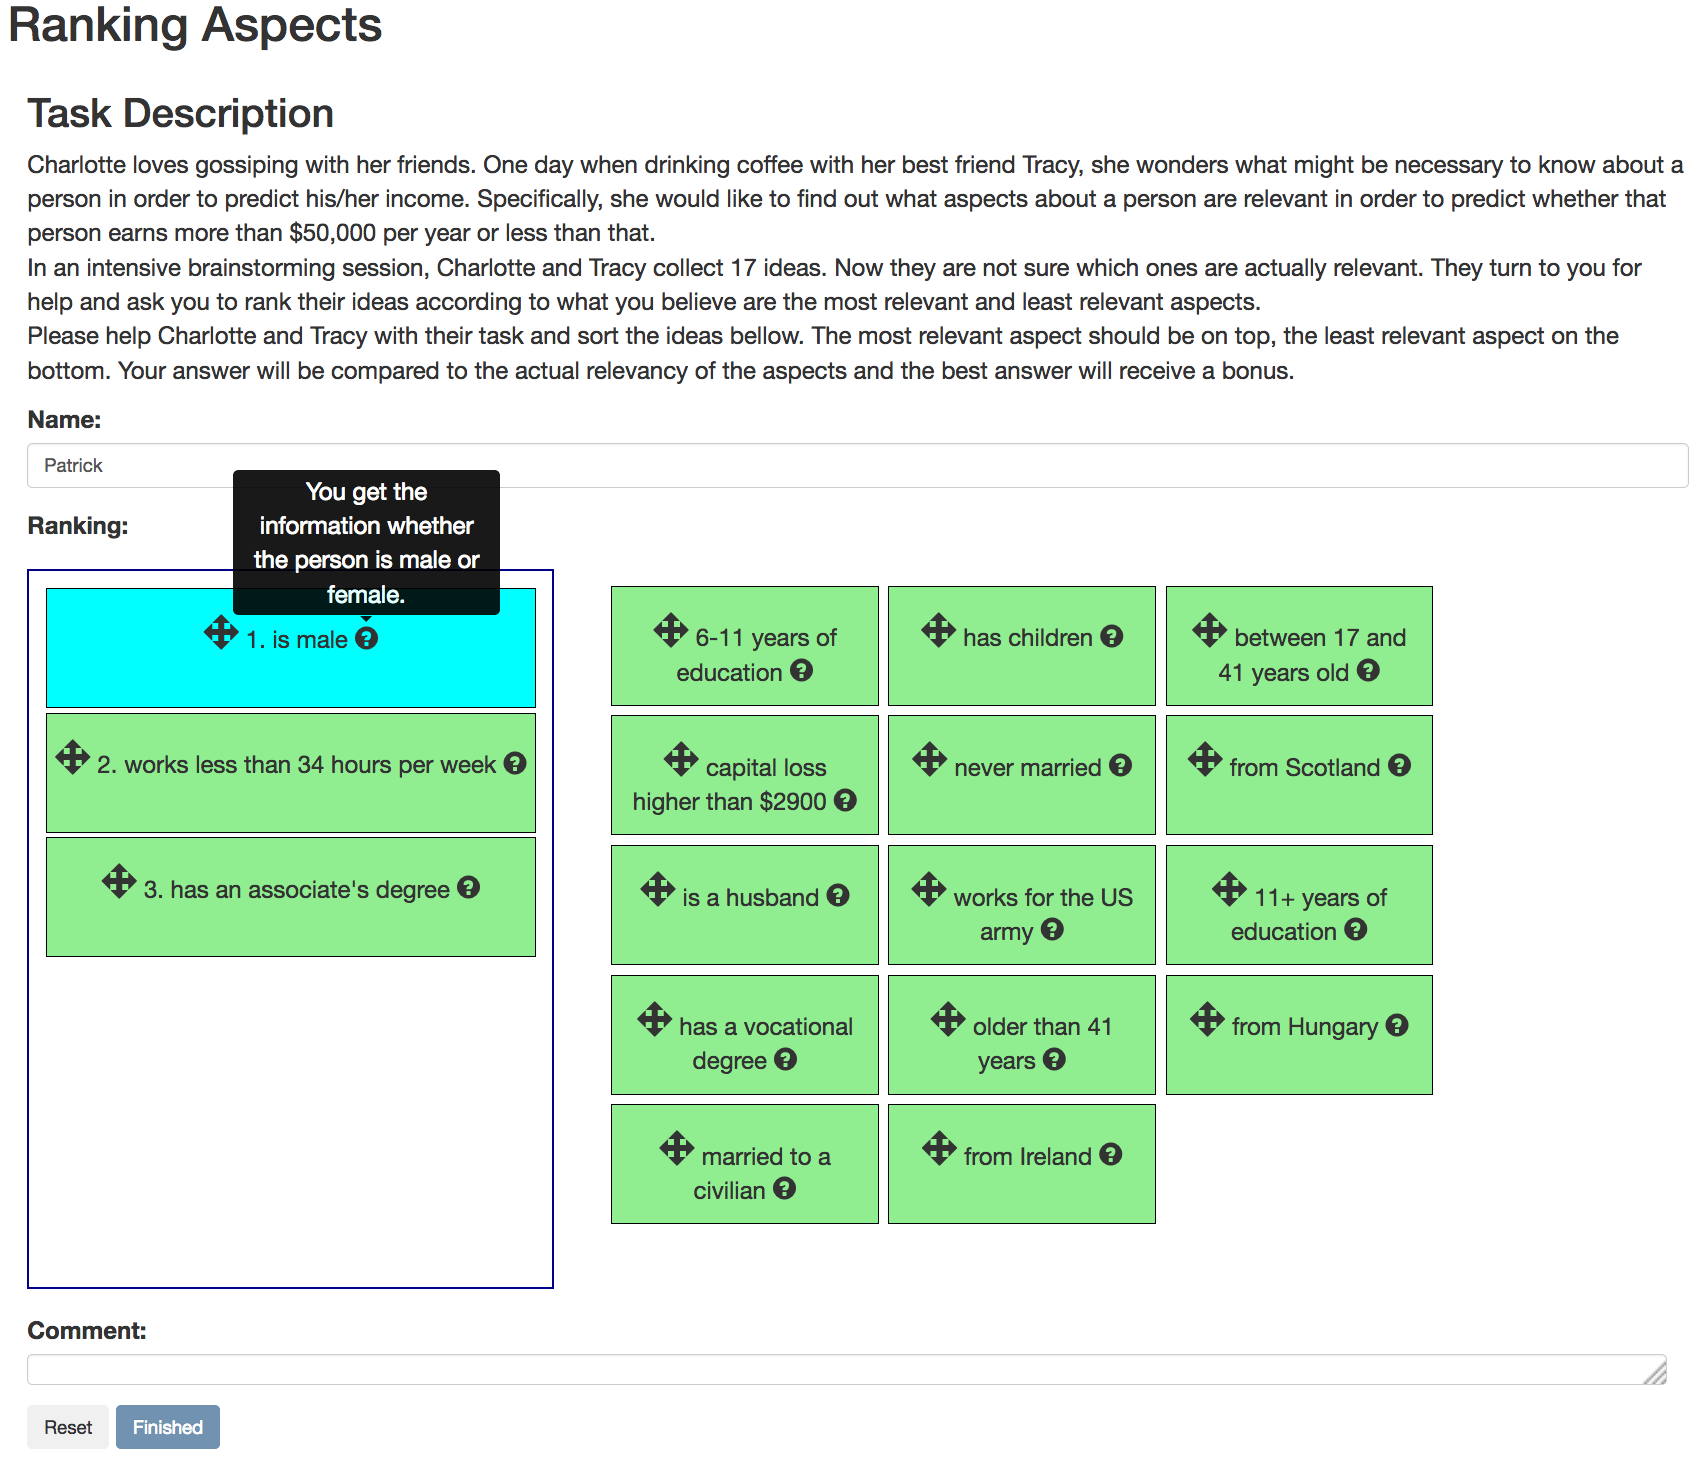 Ranking Aspects
Task Description
Charlotte loves gossiping with her friends. One day when drinking coffee with her best friend Tracy, she wonders what might be necessary to know about a
person in order to predict his/her income. Specifically, she would like to find out what aspects about a person are relevant in order to predict whether that
person earns more than $50,000 per year or less than that.
In an intensive brainstorming session, Charlotte and Tracy collect 17 ideas. Now they are not sure which ones are actually relevant. They turn to you for
help and ask you to rank their ideas according to what you believe are the most relevant and least relevant aspects.
Please help Charlotte and Tracy with their task and sort the ideas bellow. The most relevant aspect should be on top, the least relevant aspect on the
bottom. Your answer will be compared to the actual relevancy of the aspects and the best answer will receive a bonus.
Name:
Patrick
You get the
information whether
the person is male or
female.
Ranking:
1. is male
2. works less than 34 hours per week
3. has an associate's degree
6-11 years of
education
has children
between 17 and
41 years old
capital loss
higher than $2900
never married
from Scotland
is a husband
works for the US
army
11+ years of
education
has a vocational
degree
older than 41
years
from Hungary
married to a
civilian
from Ireland
Comment:
Reset
Finished